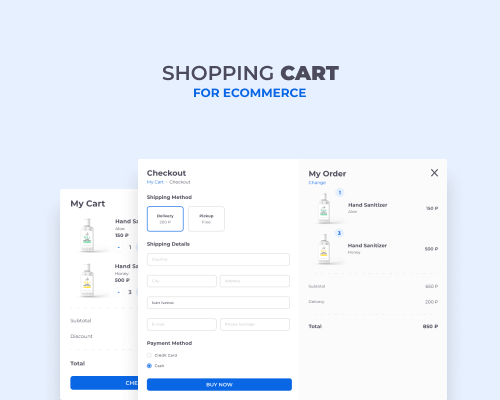 SHOPPING CART
FOR ECOMMERCE
My Cart
Hand Sa
Aloe
150 ₽
- 1
Hand Sa
Honey
500 ₽
- 3
Subtotal
Discount
Total
CHE
Checkout
My Cart - Checkout
Shipping Method
Delivery
200 ₽
Pickup
Free
Shipping Details
Country
City
Address
Ivan Ivanov
E-mail
Phone Number
Payment Method
Credit Card
Cash
BUY NOW
My Order
Change
1
Hand Sanitizer
Aloe
150 ₽
3
Hand Sanitizer
Honey
500 ₽
Subtotal
650 ₽
Delivery
200 ₽
Total
850 ₽